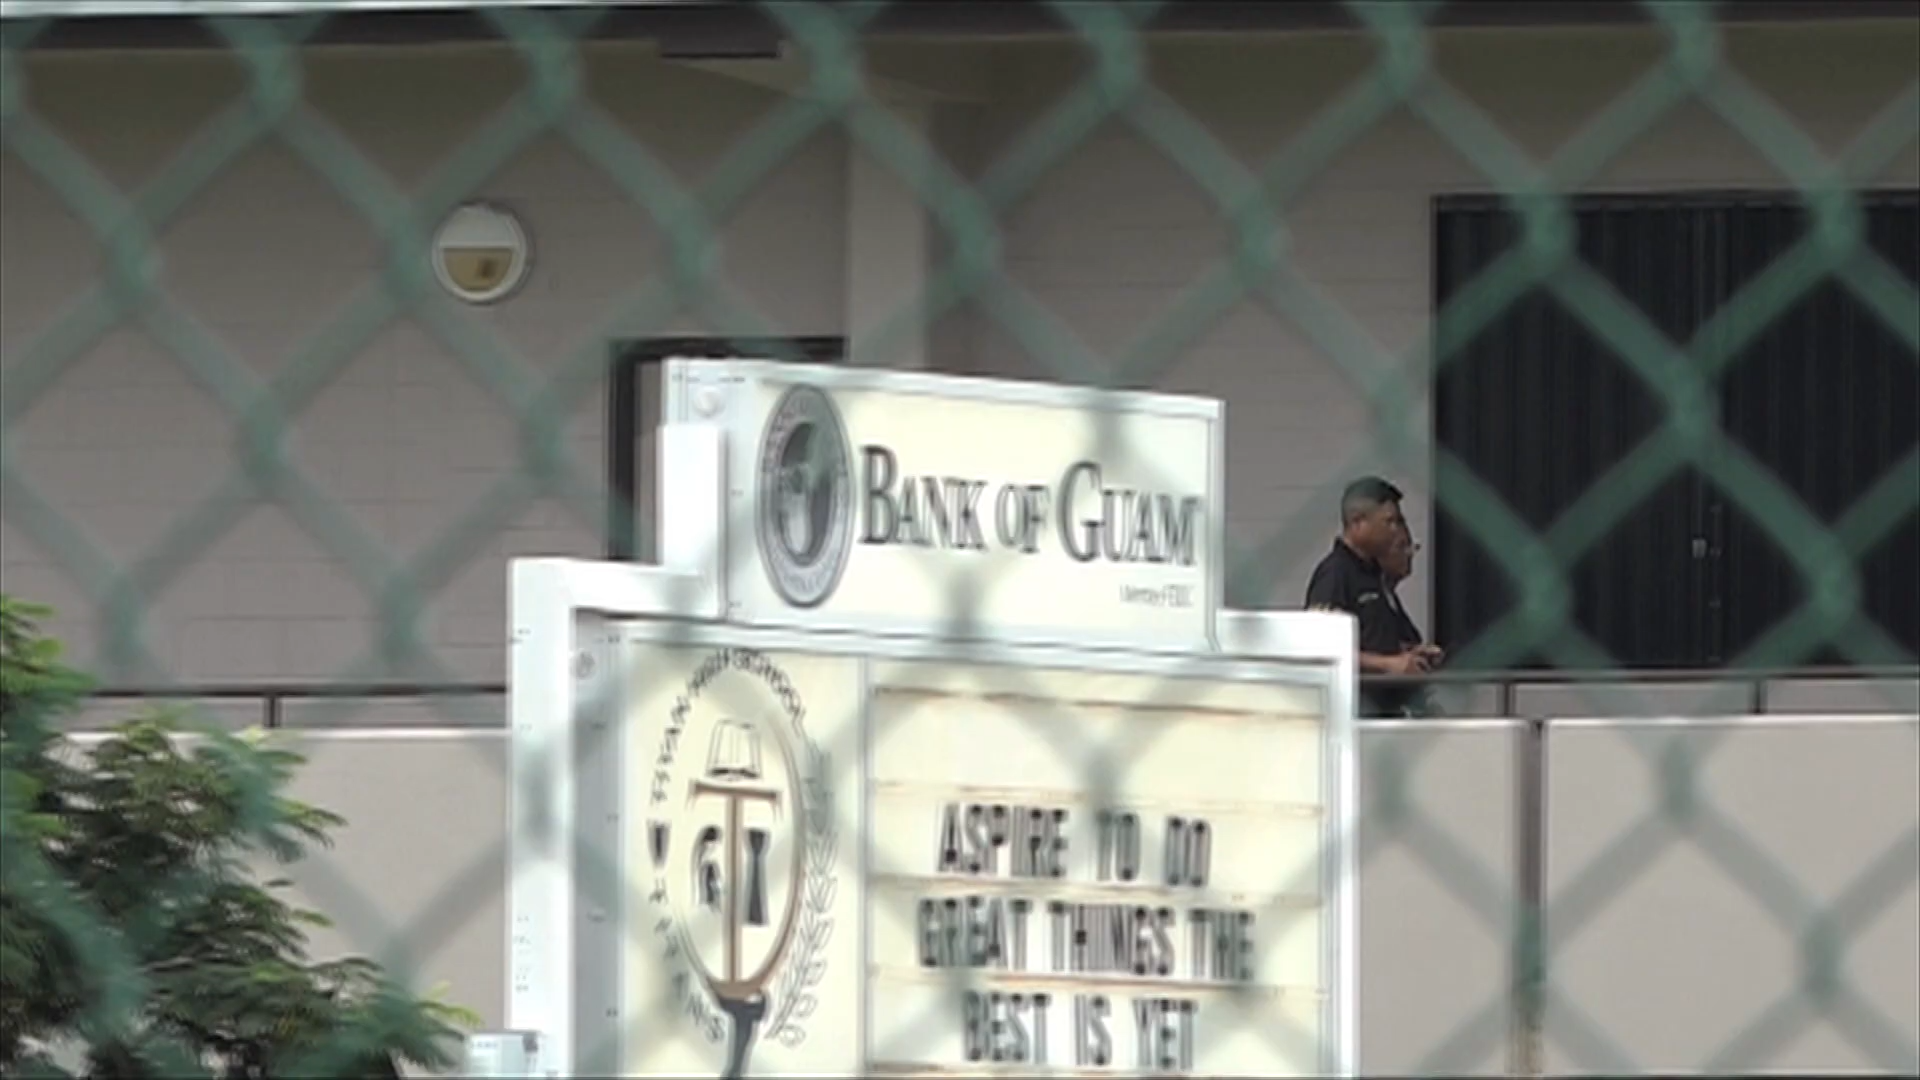 BANK OF GUAM
ASPIRE TO DO
GREAT THINGS THE
BEST IS YET